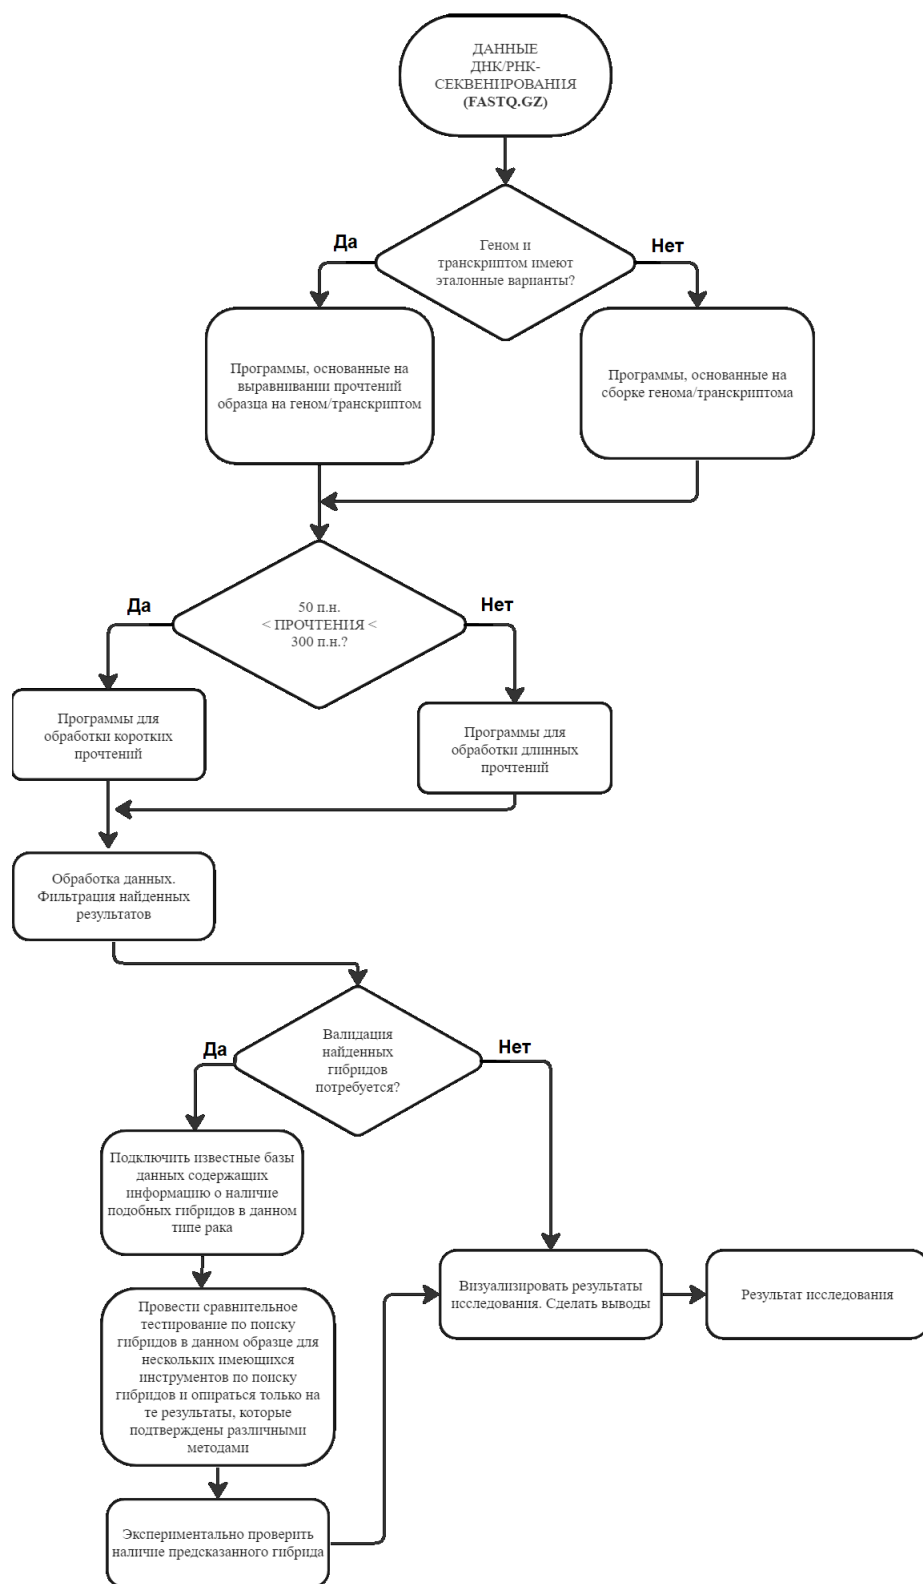 ДАННЫЕ
ДНК/РНК-
СЕКВЕНИРОВАНИЯ
(FASTQ.GZ)
Да
Геном и
транскриптом имеют
эталонные варианты?
Нет
Программы, основанные на
выравнивании прочтений
образца на геном/транскриптом
Программы, основанные на
сборке генома/транскриптома
Да
50 п.н.
< ПРОЧТЕНИЯ <
300 п.н.?
Нет
Программы для
обработки коротких
прочтений
Программы для
обработки длинных
прочтений
Обработка данных.
Фильтрация найденных
результатов
Да
Валидация
найденных
гибридов
потребуется?
Нет
Подключить известные базы
данных содержащих
информацию о наличие
подобных гибридов в данном
типе рака
Провести сравнительное
тестирование по поиску
гибридов в данном образце для
нескольких имеющихся
инструментов по поиску
гибридов и опираться только на
те результаты, которые
подтверждены различными
методами
Экспериментально проверить
наличие предсказанного гибрида
Визуализировать результаты
исследования. Сделать выводы
Результат исследования